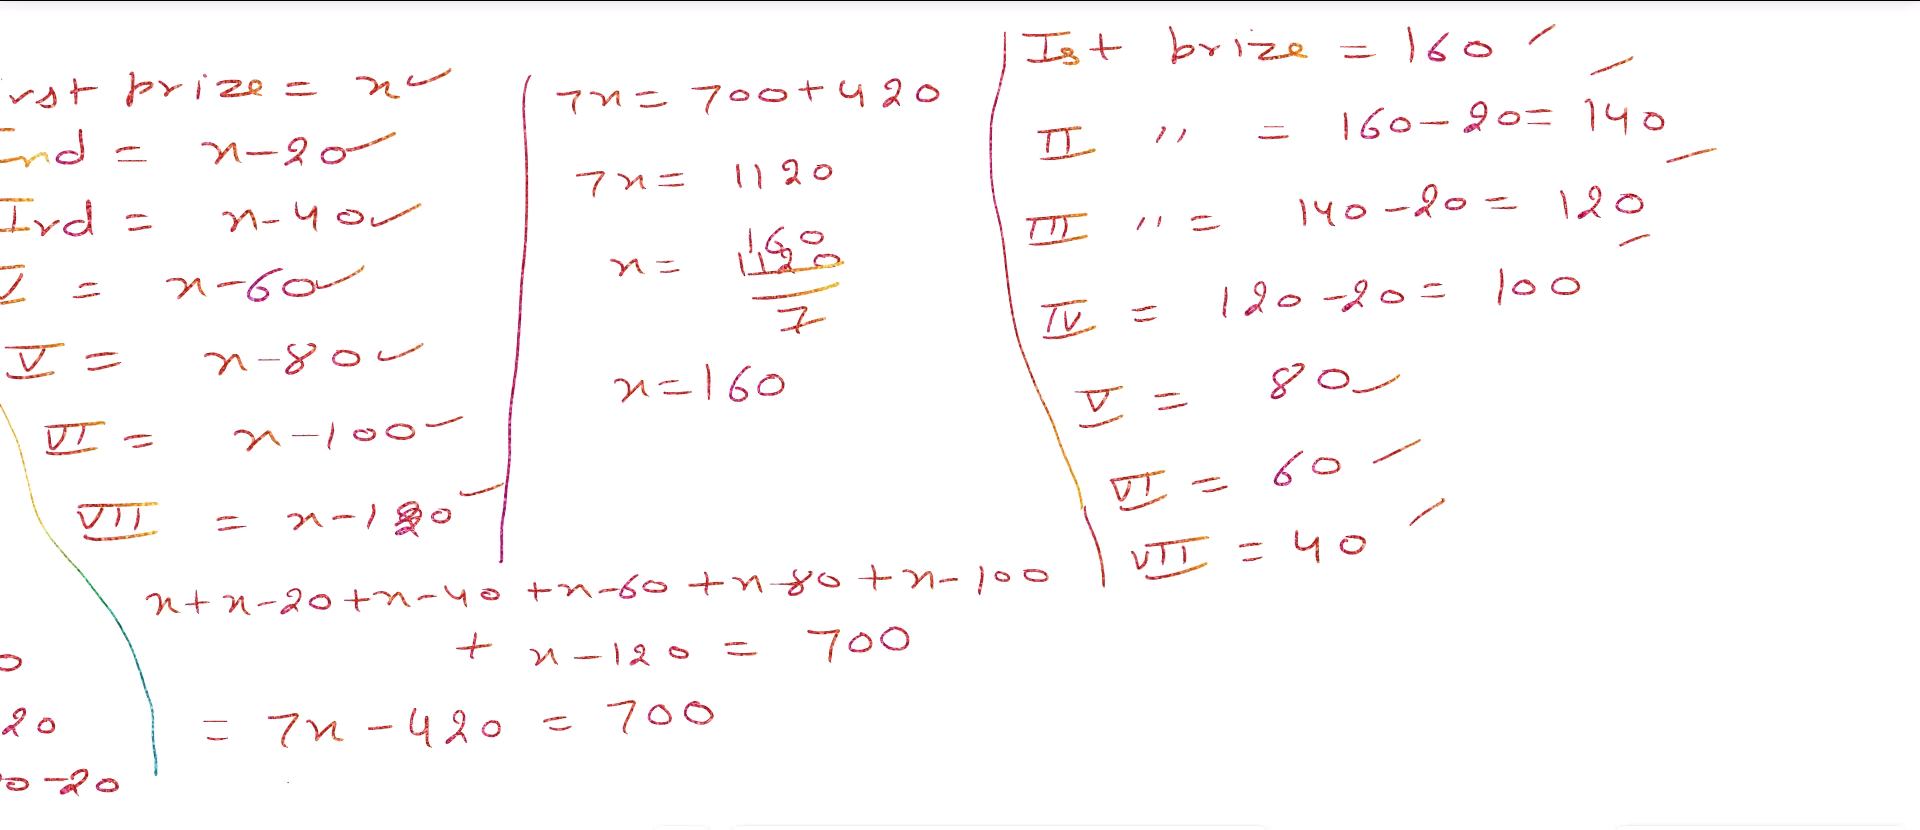 rst prize = x
nd = x-20
Ird = x-40
= x-60
V = x-80
VI = x-100
VII = x-120
x+x-20+x-40+x-60+x-80+x-100
+ x-120 = 700
= 7x-420 = 700
20
0-20
7x = 700+420
7x = 1120
160
x = 1120
7
x = 160
Ist prize = 160
II " = 160-20= 140
III " = 140-20 = 120
IV = 120-20 = 100
V = 80
VI = 60
VII = 40